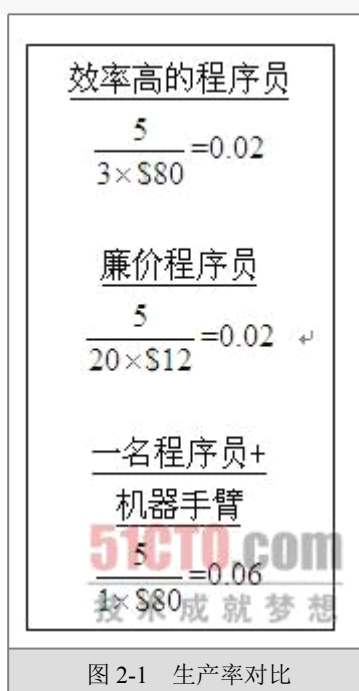 效率高的程序员
5
3×$80 =0.02
廉价程序员
5
20×$12 =0.02 ↵
一名程序员+
机器手臂
51CTO.com
5
1×$80 =0.06
技术成就梦想
图 2-1 生产率对比